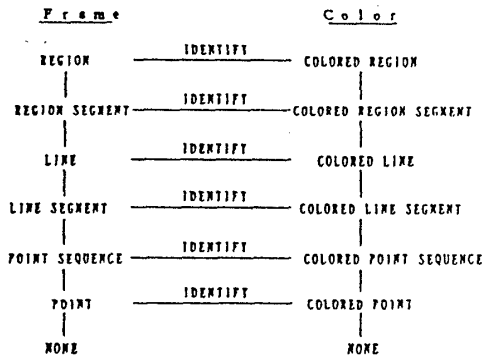 Frame Color
IDENTIFY
REGION COLORED REGION
IDENTIFY
REGION SEGMENT COLORED REGION SEGMENT
IDENTIFY
LINE COLORED LINE
IDENTIFY
LINE SEGMENT COLORED LINE SEGMENT
IDENTIFY
POINT SEQUENCE COLORED POINT SEQUENCE
IDENTIFY
POINT COLORED POINT
NONE NONE